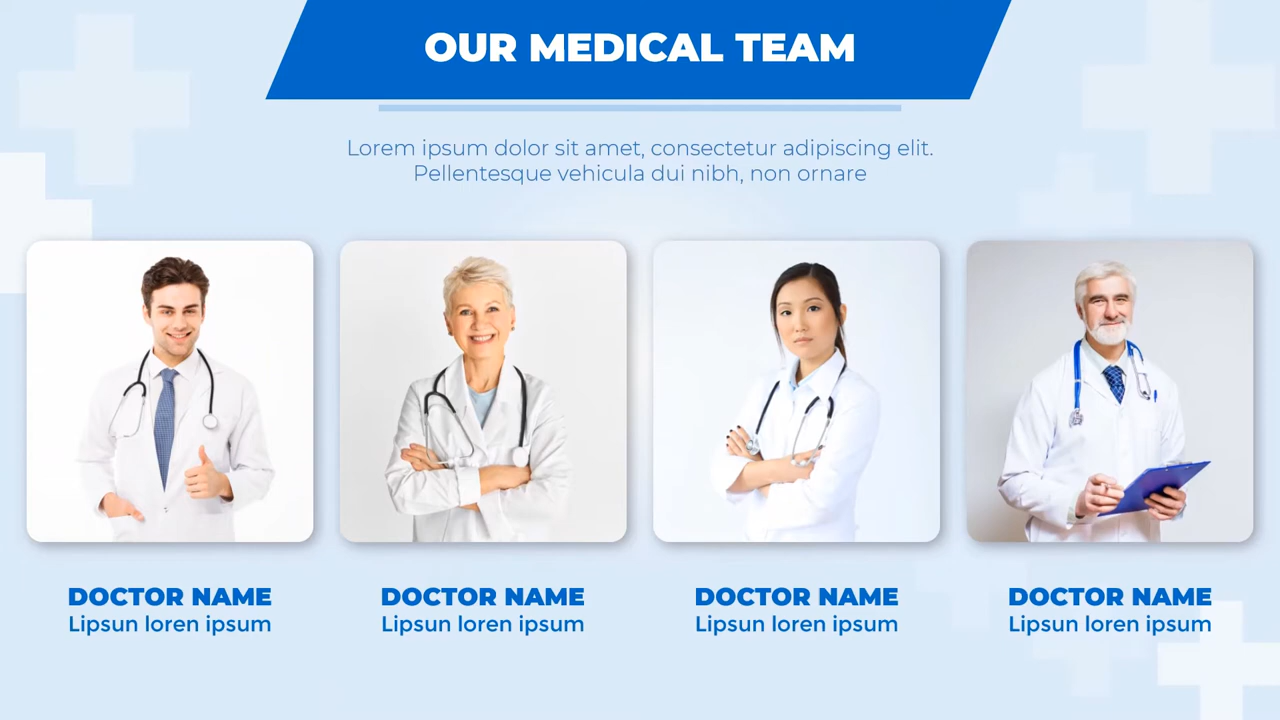 OUR MEDICAL TEAM
Lorem ipsum dolor sit amet, consectetur adipiscing elit.
Pellentesque vehicula dui nibh, non ornare
DOCTOR NAME
Lipsun loren ipsum
DOCTOR NAME
Lipsun loren ipsum
DOCTOR NAME
Lipsun loren ipsum
DOCTOR NAME
Lipsun loren ipsum